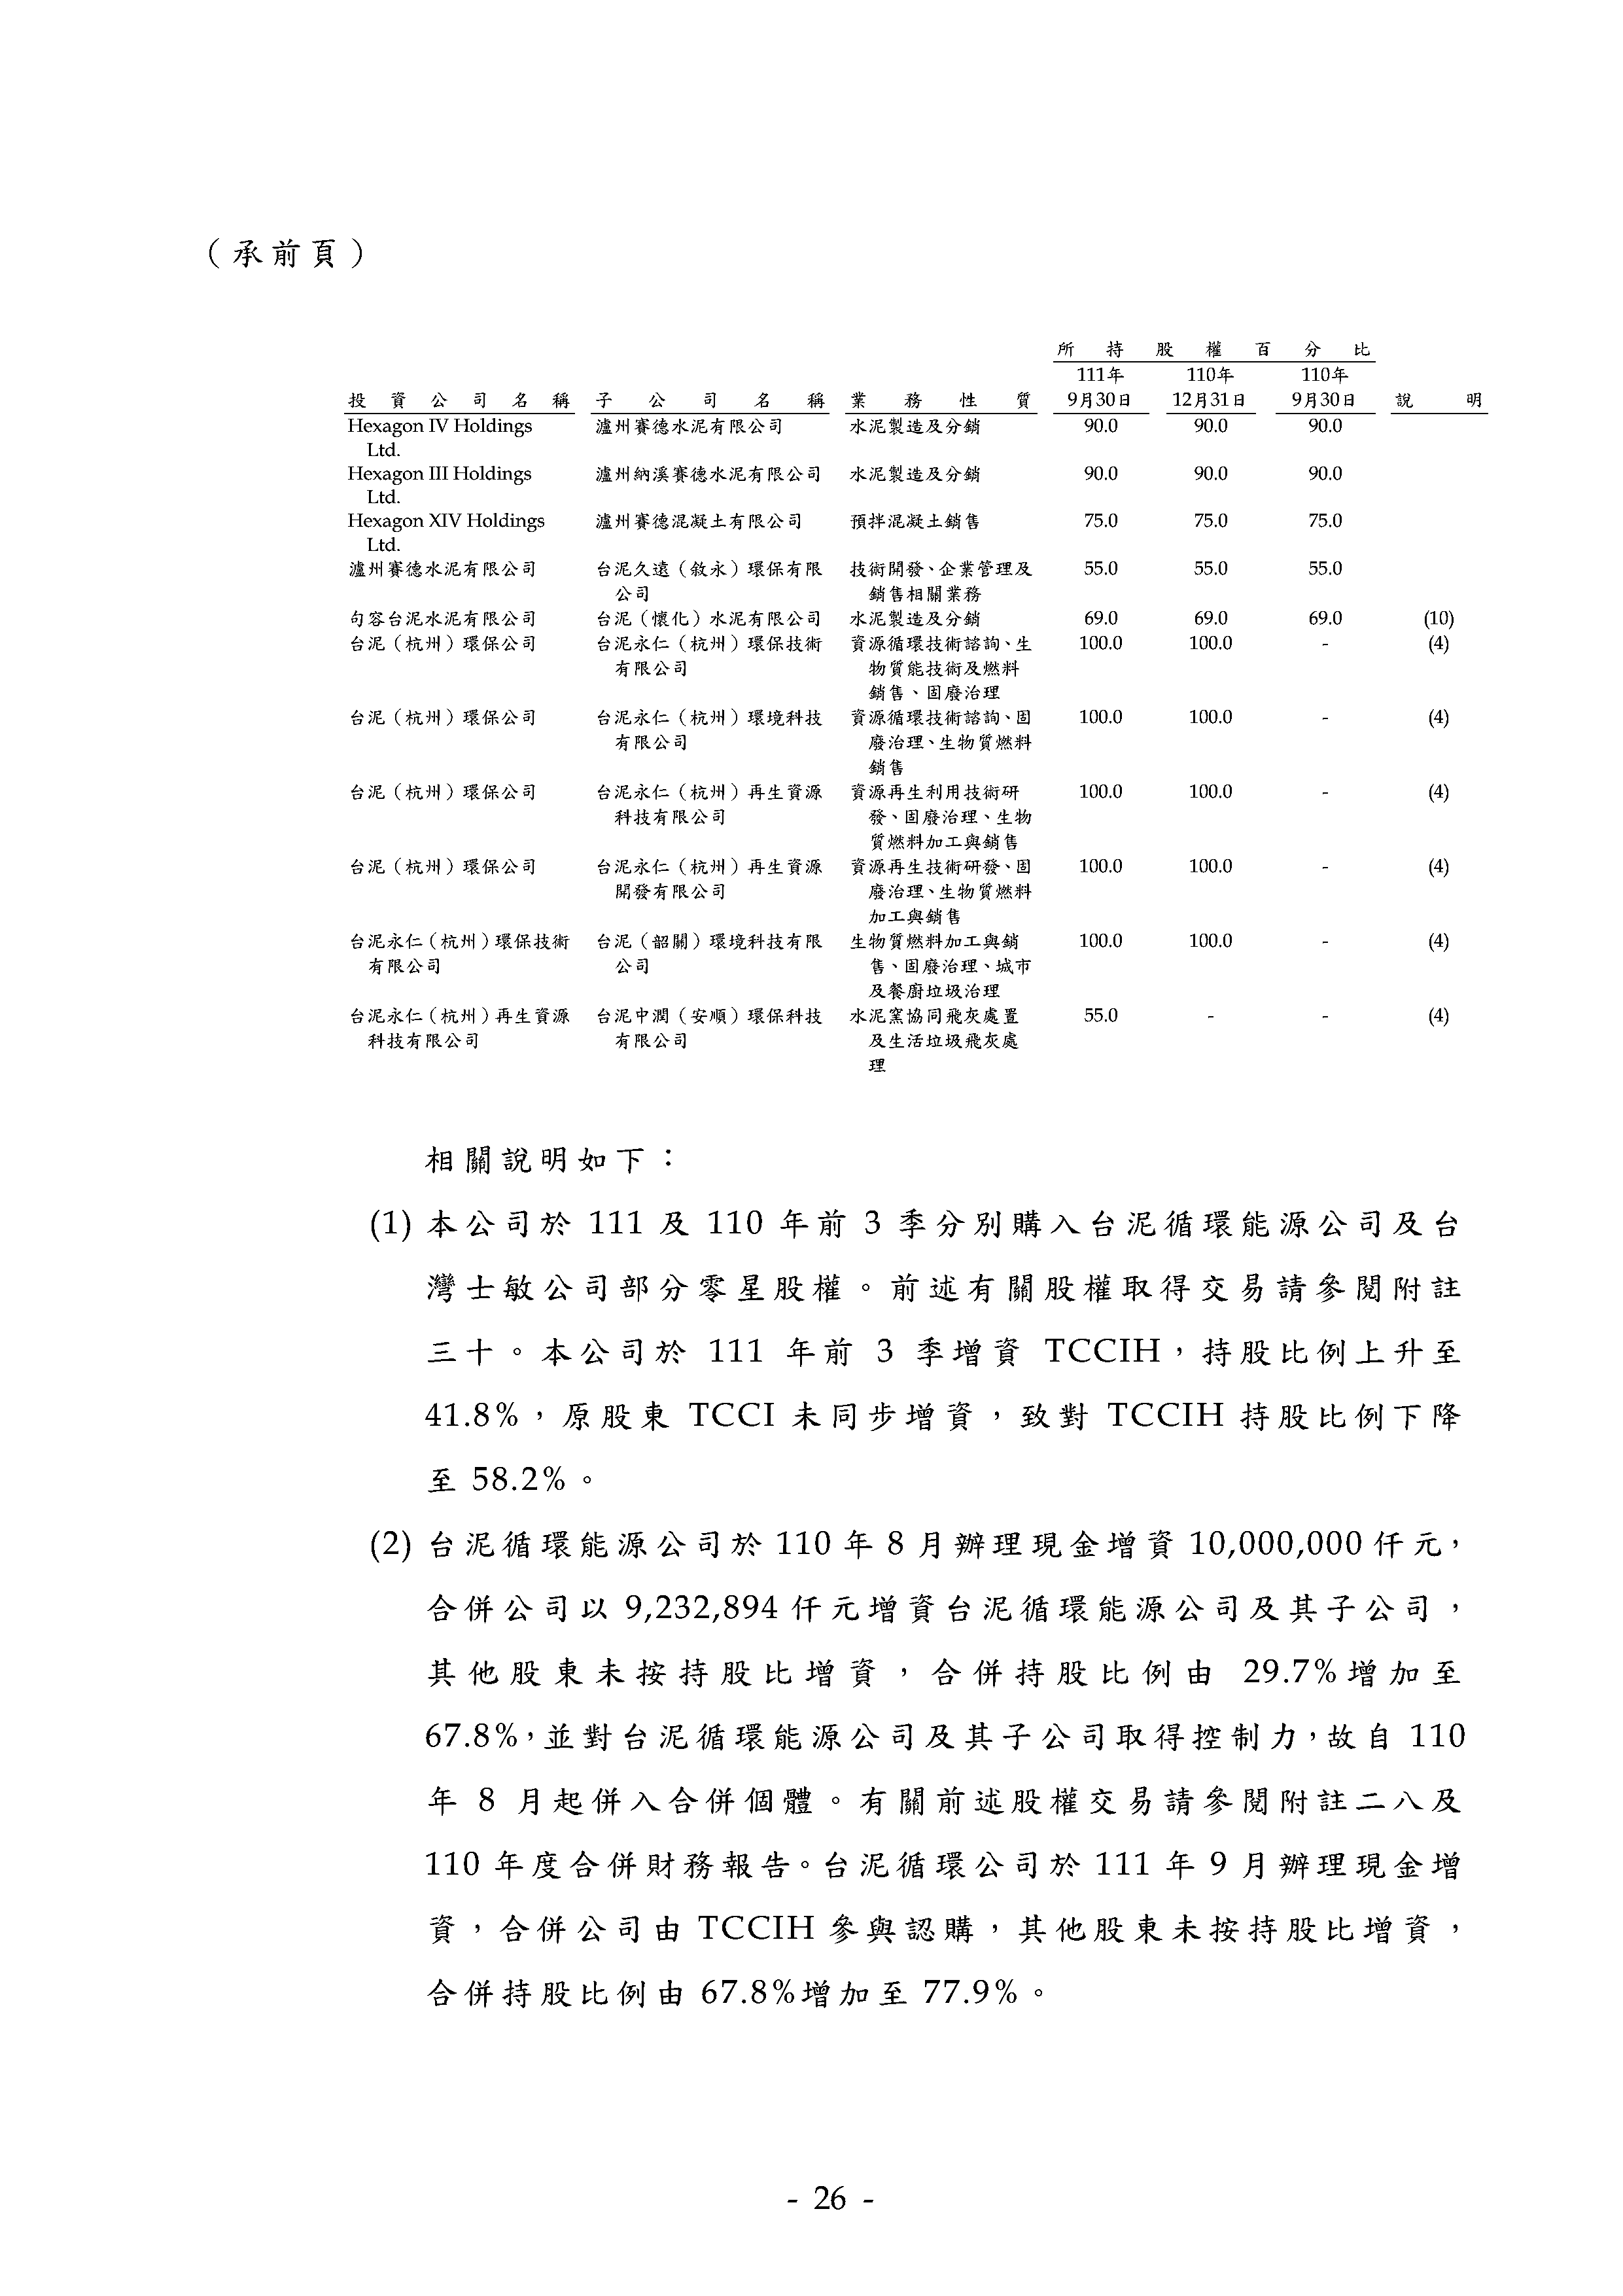 （承前頁）
所持股權百分比
111年 110年 110年
投資公司名稱 子公司名稱 業務性質 9月30日 12月31日 9月30日 說明
Hexagon IV Holdings 瀘州賽德水泥有限公司 水泥製造及分銷 90.0 90.0 90.0
Ltd.
Hexagon III Holdings 瀘州納溪賽德水泥有限公司 水泥製造及分銷 90.0 90.0 90.0
Ltd.
Hexagon XIV Holdings 瀘州賽德混凝土有限公司 預拌混凝土銷售 75.0 75.0 75.0
Ltd.
瀘州賽德水泥有限公司 台泥久遠（敘永）環保有限 技術開發、企業管理及 55.0 55.0 55.0
公司 銷售相關業務
句容台泥水泥有限公司 台泥（懷化）水泥有限公司 水泥製造及分銷 69.0 69.0 69.0 (10)
台泥（杭州）環保公司 台泥永仁（杭州）環保技術 資源循環技術諮詢、生 100.0 100.0 - (4)
有限公司 物質能技術及燃料
銷售、固廢治理
台泥（杭州）環保公司 台泥永仁（杭州）環境科技 資源循環技術諮詢、固 100.0 100.0 - (4)
有限公司 廢治理、生物質燃料
銷售
台泥（杭州）環保公司 台泥永仁（杭州）再生資源 資源再生利用技術研 100.0 100.0 - (4)
科技有限公司 發、固廢治理、生物
質燃料加工與銷售
台泥（杭州）環保公司 台泥永仁（杭州）再生資源 資源再生技術研發、固 100.0 100.0 - (4)
開發有限公司 廢治理、生物質燃料
加工與銷售
台泥永仁（杭州）環保技術 台泥（韶關）環境科技有限 生物質燃料加工與銷 100.0 100.0 - (4)
有限公司 公司 售、固廢治理、城市
及餐廚垃圾治理
台泥永仁（杭州）再生資源 台泥中潤（安順）環保科技 水泥窯協同飛灰處置 55.0 - - (4)
科技有限公司 有限公司 及生活垃圾飛灰處
理
相關說明如下：
(1) 本公司於 111 及 110 年前 3 季分別購入台泥循環能源公司及台
灣士敏公司部分零星股權。前述有關股權取得交易請參閱附註
三十。本公司於 111 年前 3 季增資 TCCIH，持股比例上升至
41.8%，原股東 TCCI 未同步增資，致對 TCCIH 持股比例下降
至 58.2%。
(2) 台泥循環能源公司於 110 年 8 月辦理現金增資 10,000,000 仟元，
合併公司以 9,232,894 仟元增資台泥循環能源公司及其子公司，
其他股東未按持股比增資，合併持股比例由 29.7%增加至
67.8%，並對台泥循環能源公司及其子公司取得控制力，故自 110
年 8 月起併入合併個體。有關前述股權交易請參閱附註二八及
110 年度合併財務報告。台泥循環公司於 111 年 9 月辦理現金增
資，合併公司由 TCCIH 參與認購，其他股東未按持股比增資，
合併持股比例由 67.8%增加至 77.9%。
- 26 -